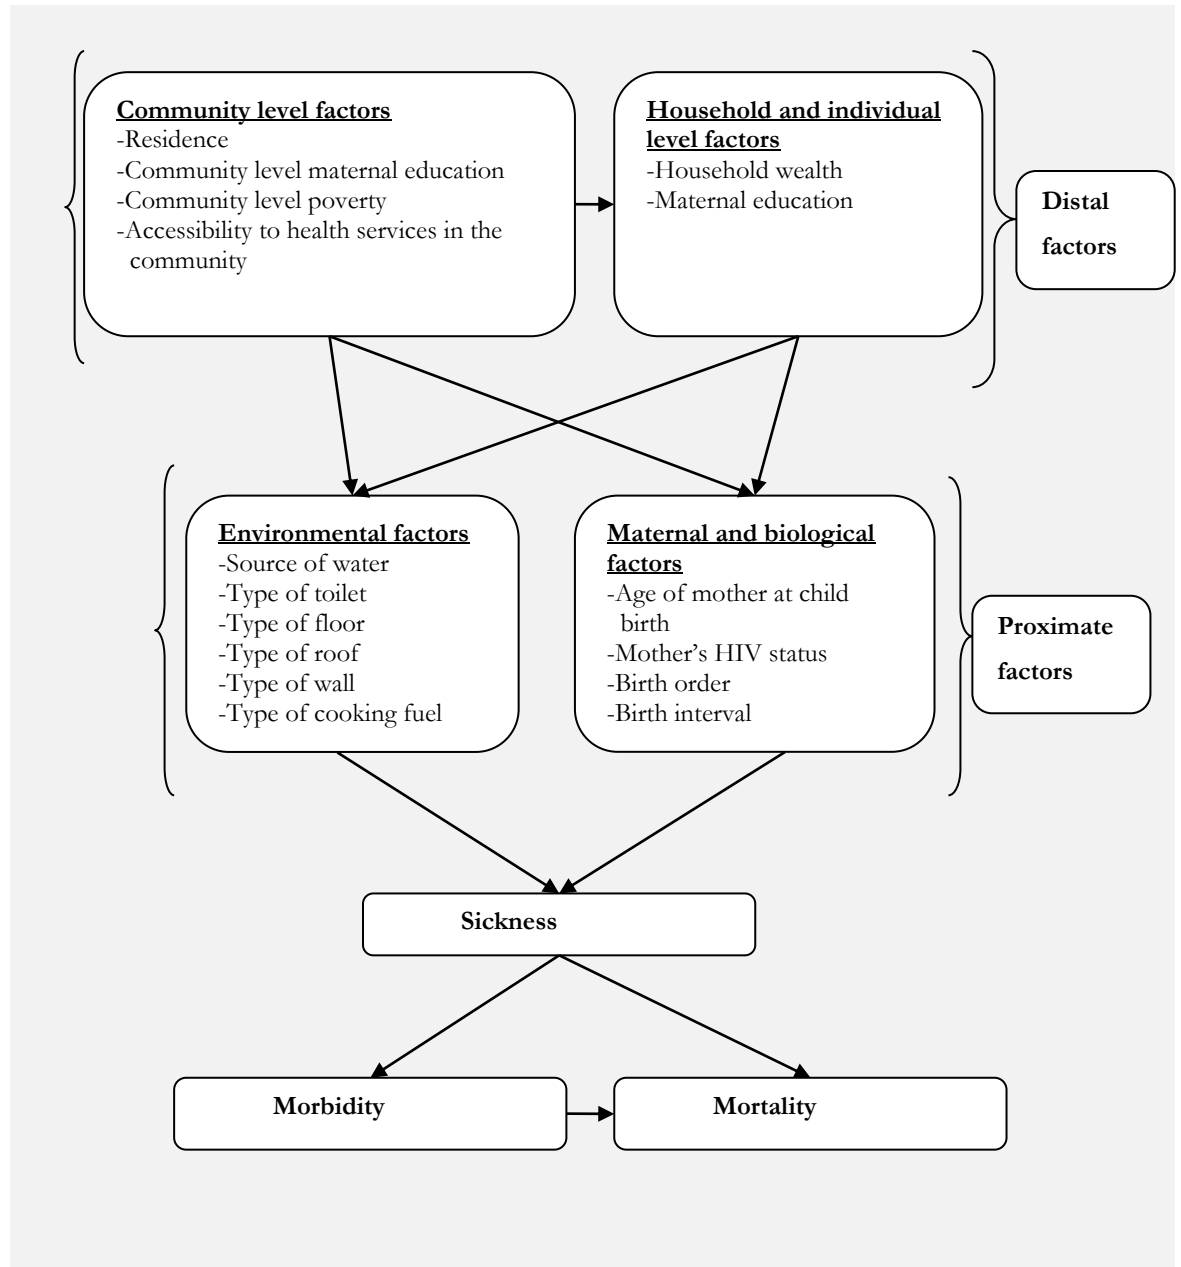 Community level factors
-Residence
-Community level maternal education
-Community level poverty
-Accessibility to health services in the
community
Household and individual
level factors
-Household wealth
-Maternal education
Distal
factors
Environmental factors
-Source of water
-Type of toilet
-Type of floor
-Type of roof
-Type of wall
-Type of cooking fuel
Maternal and biological
factors
-Age of mother at child
birth
-Mother’s HIV status
-Birth order
-Birth interval
Proximate
factors
Sickness
Morbidity
Mortality